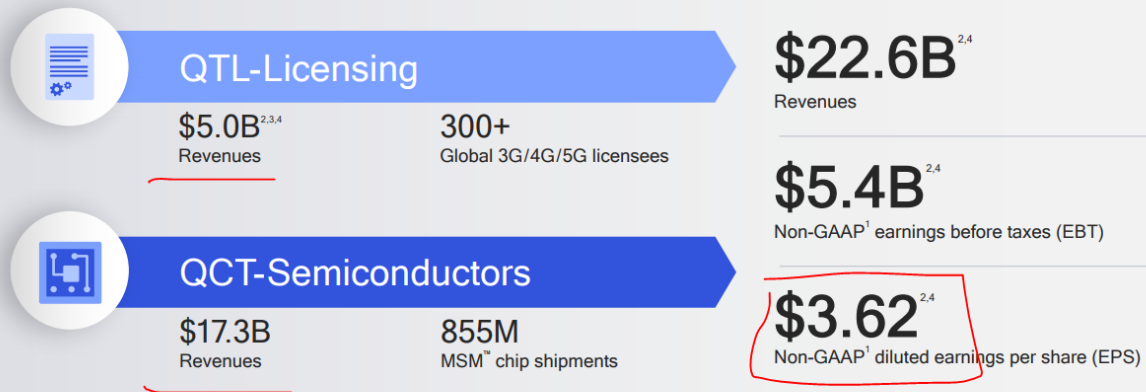 QTL-Licensing
$5.0B2,3,4
Revenues
300+
Global 3G/4G/5G licensees
QCT-Semiconductors
$17.3B
Revenues
855M
MSM™ chip shipments
$22.6B2,4
Revenues
$5.4B2,4
Non-GAAP1 earnings before taxes (EBT)
$3.622,4
Non-GAAP1 diluted earnings per share (EPS)